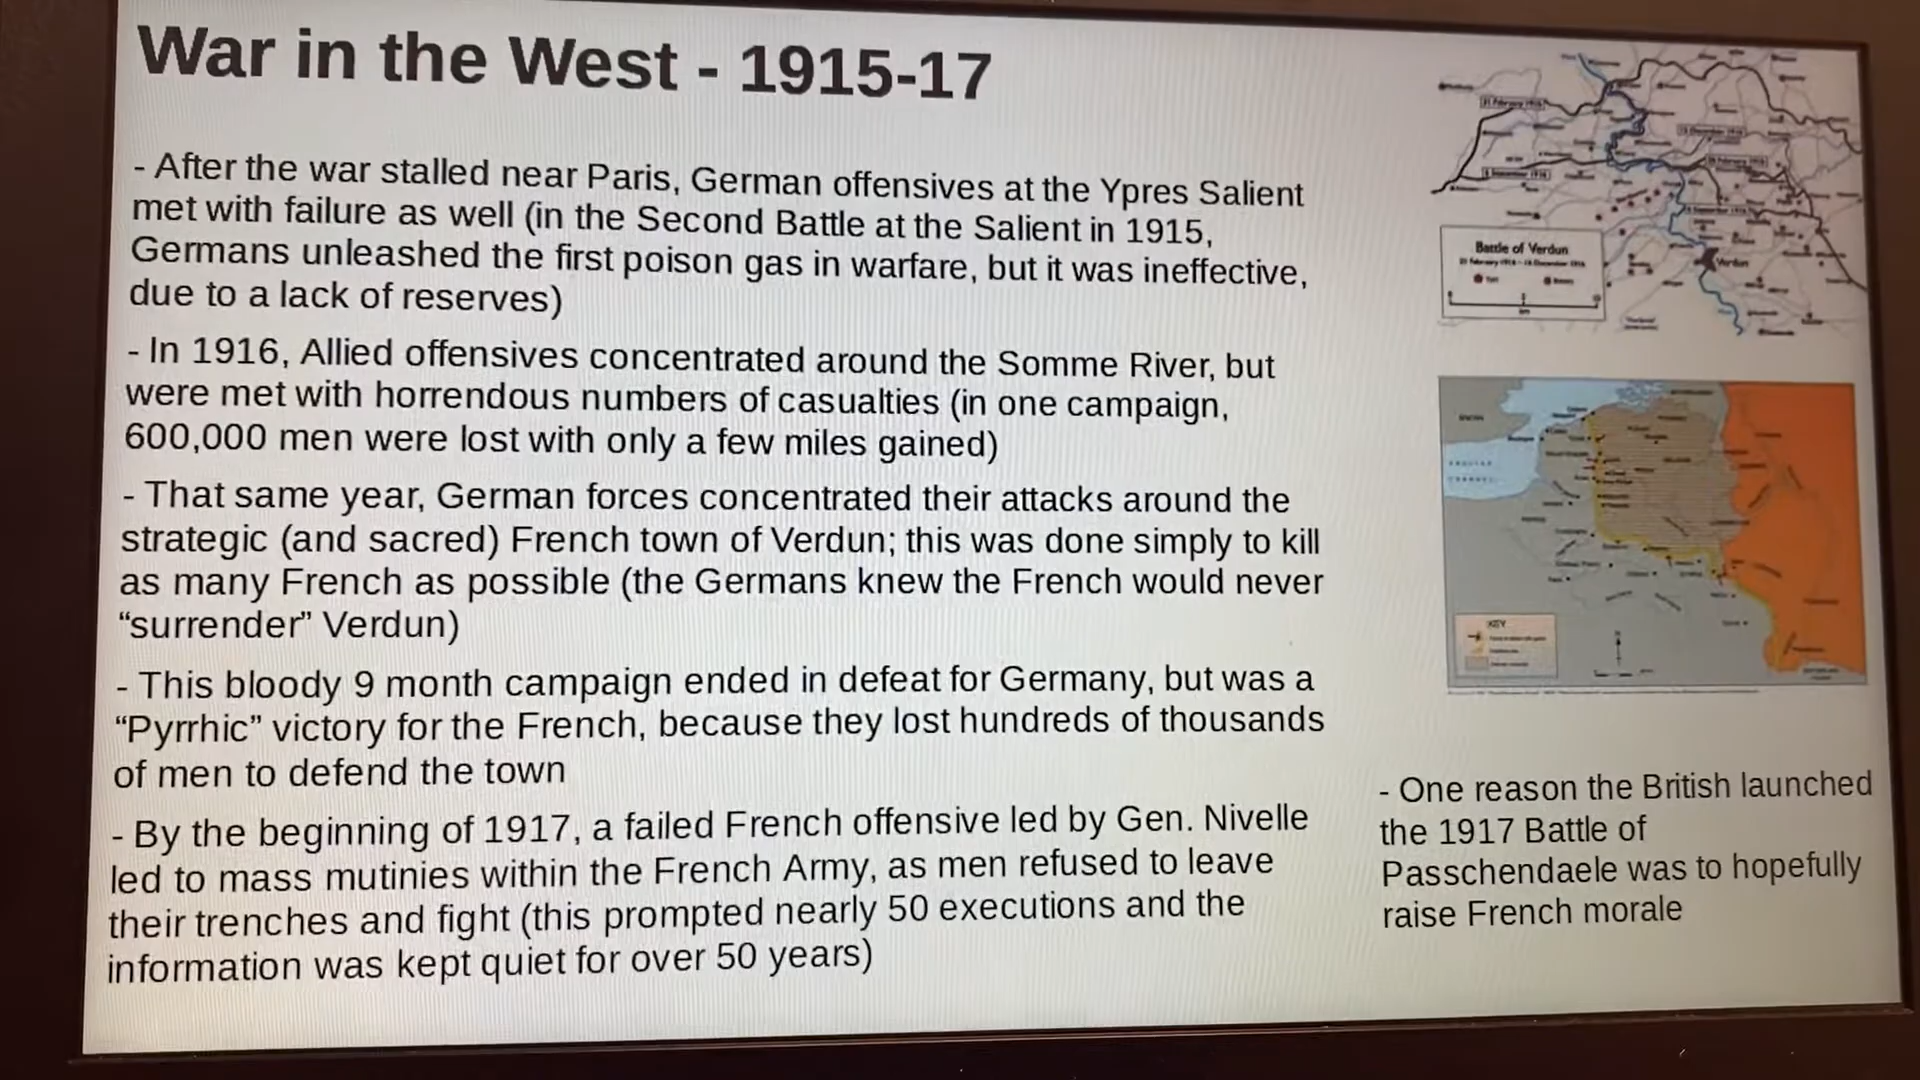 War in the West - 1915-17
- After the war stalled near Paris, German offensives at the Ypres Salient
met with failure as well (in the Second Battle at the Salient in 1915,
Germans unleashed the first poison gas in warfare, but it was ineffective,
due to a lack of reserves)
- In 1916, Allied offensives concentrated around the Somme River, but
were met with horrendous numbers of casualties (in one campaign,
600,000 men were lost with only a few miles gained)
- That same year, German forces concentrated their attacks around the
strategic (and sacred) French town of Verdun; this was done simply to kill
as many French as possible (the Germans knew the French would never
“surrender” Verdun)
- This bloody 9 month campaign ended in defeat for Germany, but was a
“Pyrrhic” victory for the French, because they lost hundreds of thousands
of men to defend the town
- By the beginning of 1917, a failed French offensive led by Gen. Nivelle
led to mass mutinies within the French Army, as men refused to leave
their trenches and fight (this prompted nearly 50 executions and the
information was kept quiet for over 50 years)
Battle of Verdun
Verdun
KEY
- One reason the British launched
the 1917 Battle of
Passchendaele was to hopefully
raise French morale